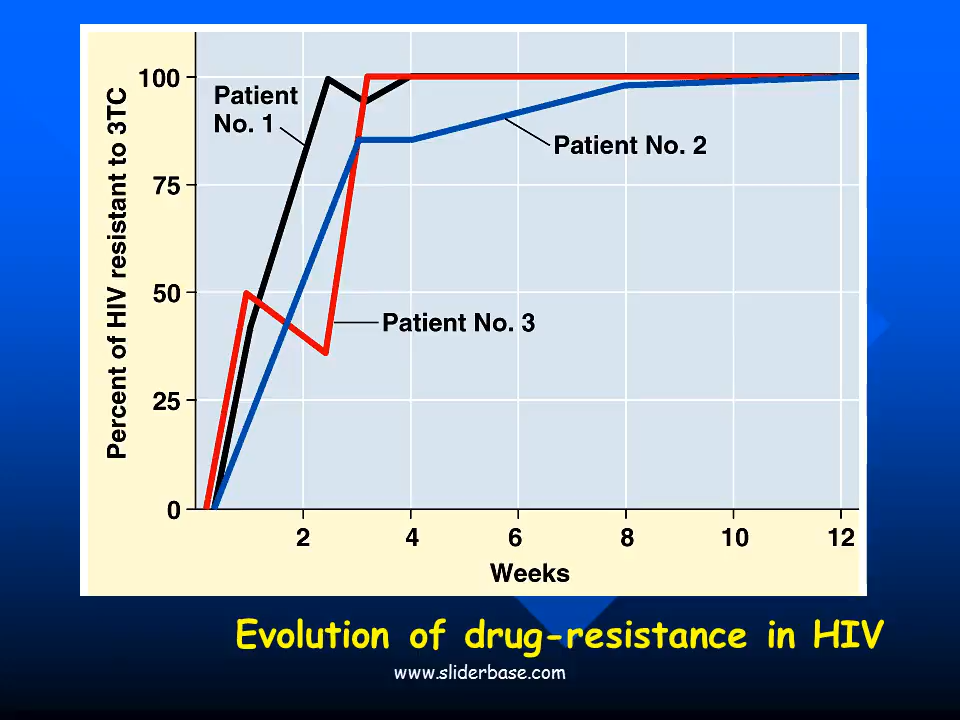 Percent of HIV resistant to 3TC
100
75
50
25
0
Patient
No. 1
Patient No. 2
Patient No. 3
2 4 6 8 10 12
Weeks
Evolution of drug-resistance in HIV
www.sliderbase.com